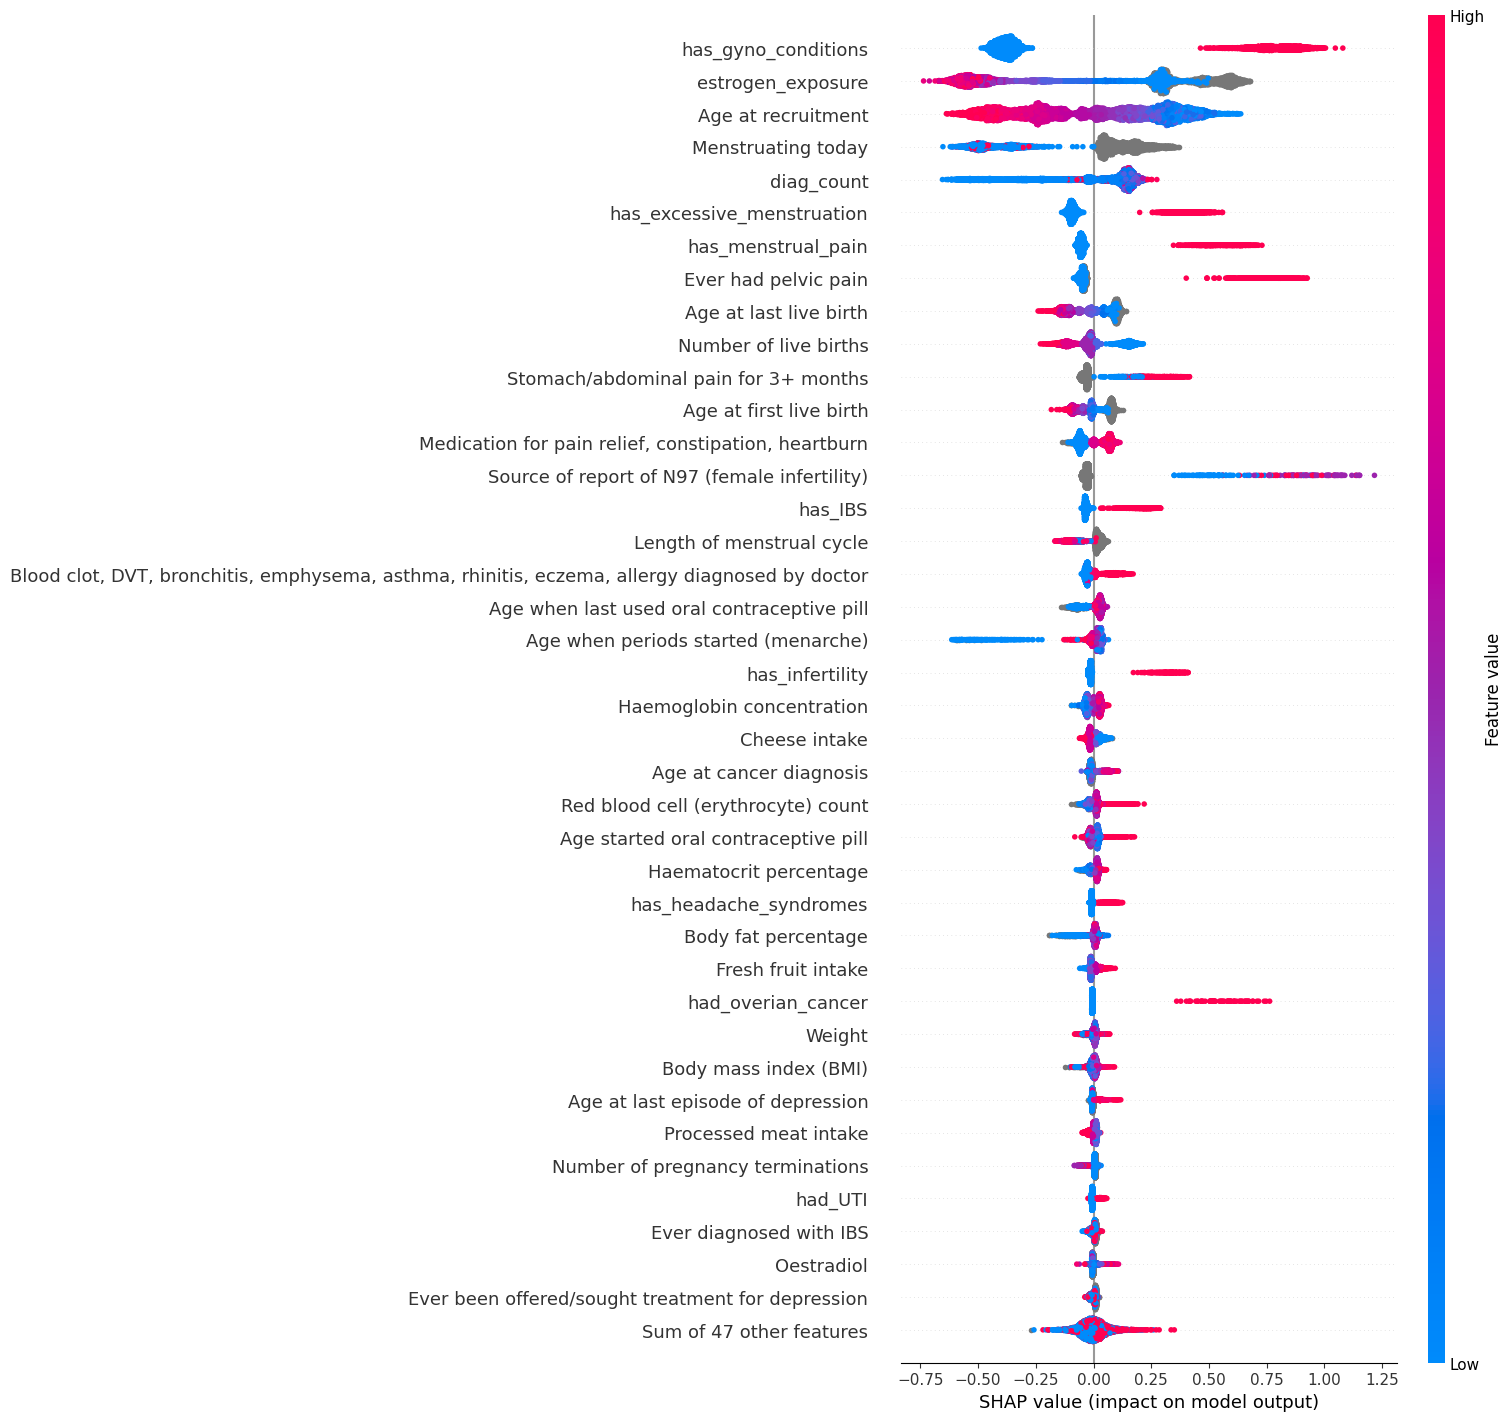 High
has_gyno_conditions
estrogen_exposure
Age at recruitment
Menstruating today
diag_count
has_excessive_menstruation
has_menstrual_pain
Ever had pelvic pain
Age at last live birth
Number of live births
Stomach/abdominal pain for 3+ months
Age at first live birth
Medication for pain relief, constipation, heartburn
Source of report of N97 (female infertility)
has_IBS
Length of menstrual cycle
Blood clot, DVT, bronchitis, emphysema, asthma, rhinitis, eczema, allergy diagnosed by doctor
Age when last used oral contraceptive pill
Age when periods started (menarche)
has_infertility
Haemoglobin concentration
Cheese intake
Age at cancer diagnosis
Red blood cell (erythrocyte) count
Age started oral contraceptive pill
Haematocrit percentage
has_headache_syndromes
Body fat percentage
Fresh fruit intake
had_overian_cancer
Weight
Body mass index (BMI)
Age at last episode of depression
Processed meat intake
Number of pregnancy terminations
had_UTI
Ever diagnosed with IBS
Oestradiol
Ever been offered/sought treatment for depression
Sum of 47 other features
Feature value
Low
−0.75 −0.50 −0.25 0.00 0.25 0.50 0.75 1.00 1.25
SHAP value (impact on model output)